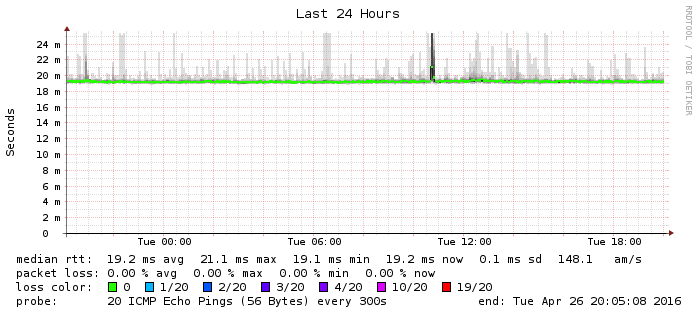 Last 24 Hours
RRDTOOL / TOBI OETIKER
Seconds
24 m
22 m
20 m
18 m
16 m
14 m
12 m
10 m
8 m
6 m
4 m
2 m
0
Tue 00:00 Tue 06:00 Tue 12:00 Tue 18:00
median rtt: 19.2 ms avg 21.1 ms max 19.1 ms min 19.2 ms now 0.1 ms sd 148.1 am/s
packet loss: 0.00 % avg 0.00 % max 0.00 % min 0.00 % now
loss color: 0 1/20 2/20 3/20 4/20 10/20 19/20
probe: 20 ICMP Echo Pings (56 Bytes) every 300s end: Tue Apr 26 20:05:08 2016